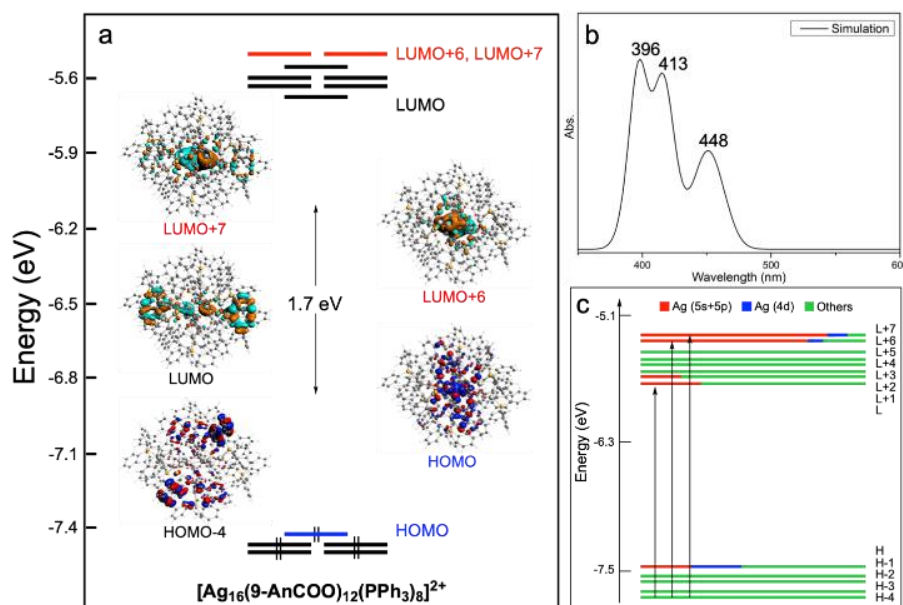 a
Energy (eV)
-5.6
-5.9
-6.2
-6.5
-6.8
-7.1
-7.4
LUMO+6, LUMO+7
LUMO
LUMO+7
LUMO+6
1.7 eV
LUMO
HOMO
HOMO-4
HOMO
[Ag16(9-AnCOO)12(PPh3)8]2+
b
Simulation
396
413
448
Abs.
400
500
60
Wavelength (nm)
c
Ag (5s+5p)
Ag (4d)
Others
Energy (eV)
-5.1
-6.3
-7.5
L+7
L+6
L+5
L+4
L+3
L+2
L+1
L
H
H-1
H-2
H-3
H-4